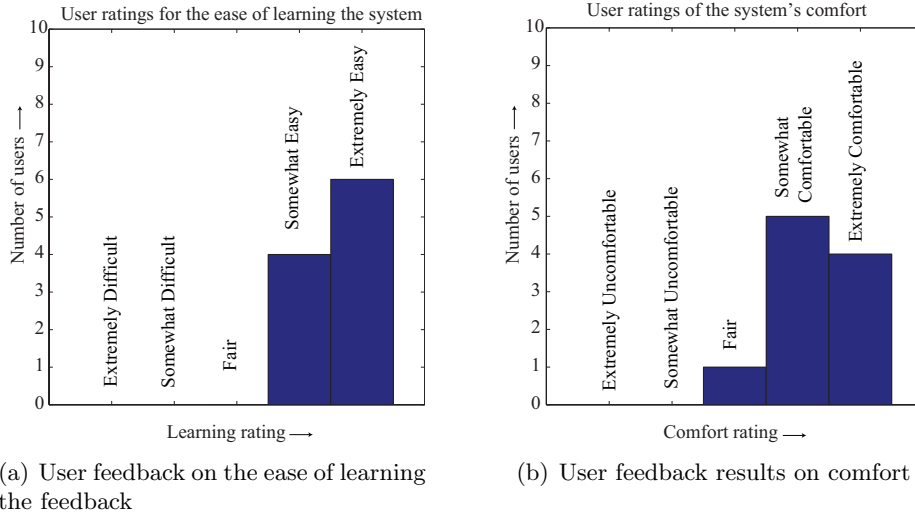 User ratings for the ease of learning the system
10
9
8
7
6
5
4
3
2
1
0
Number of users →
Extremely Difficult
Somewhat Difficult
Fair
Somewhat Easy
Extremely Easy
Learning rating →
(a) User feedback on the ease of learning
the feedback
User ratings of the system's comfort
10
9
8
7
6
5
4
3
2
1
0
Number of users →
Extremely Uncomfortable
Somewhat Uncomfortable
Fair
Somewhat
Comfortable
Extremely Comfortable
Comfort rating →
(b) User feedback results on comfort